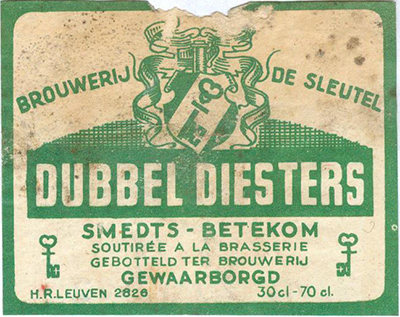 BROUWERIJ DE SLEUTEL
DUBBEL DIESTERS
SMEDTS - BETEKOM
SOUTIRÉE A LA BRASSERIE
GEBOTTELD TER BROUWERIJ
GEWAARBORGD
H.R. LEUVEN 2826 30 cl - 70 cl.